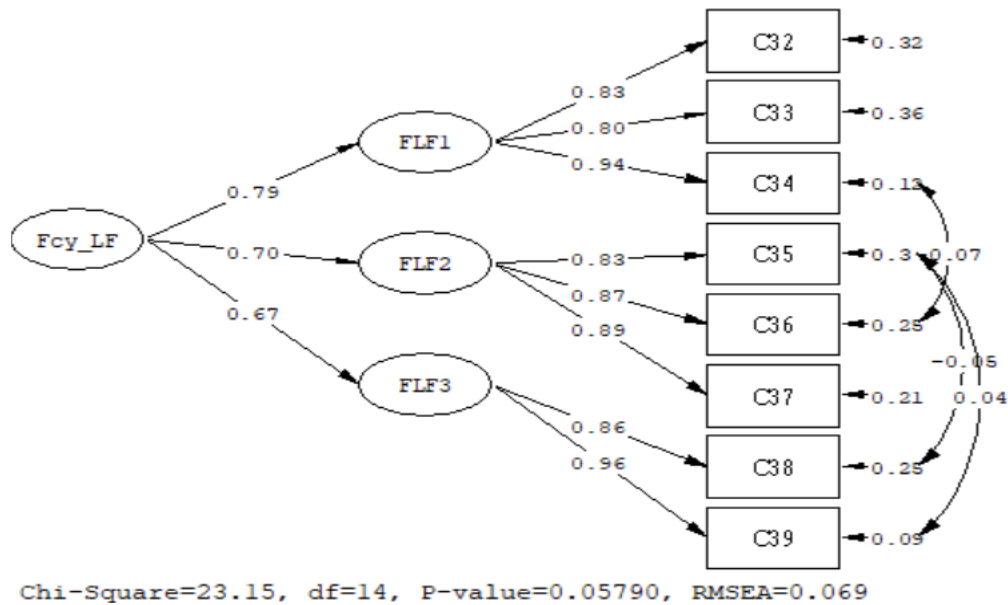 C32
0.32
0.83
C33
0.36
FLF1
0.80
0.94
C34
0.13
0.79
Fcy_LF
C35
0.3
0.07
0.83
0.70
FLF2
0.87
C36
0.25
0.67
0.89
-0.05
FLF3
C37
0.21
0.04
0.86
C38
0.25
0.96
C39
0.09
Chi-Square=23.15, df=14, P-value=0.05790, RMSEA=0.069